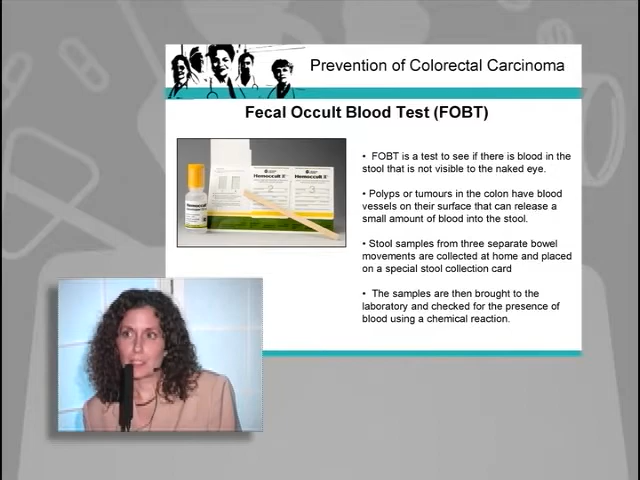 Prevention of Colorectal Carcinoma
Fecal Occult Blood Test (FOBT)
Hemoccult II
Hemoccult II
2
3
• FOBT is a test to see if there is blood in the
stool that is not visible to the naked eye.
• Polyps or tumours in the colon have blood
vessels on their surface that can release a
small amount of blood into the stool.
• Stool samples from three separate bowel
movements are collected at home and placed
on a special stool collection card
• The samples are then brought to the
laboratory and checked for the presence of
blood using a chemical reaction.